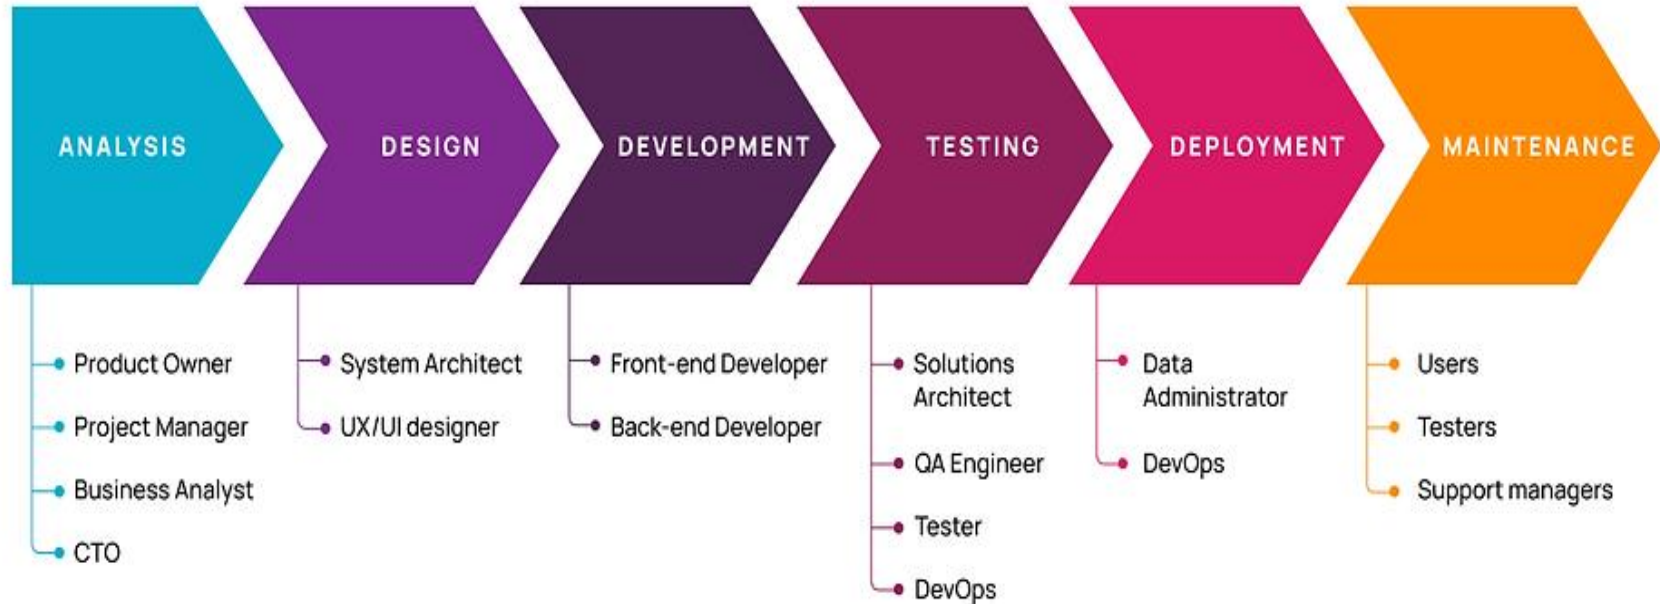 ANALYSIS
DESIGN
DEVELOPMENT
TESTING
DEPLOYMENT
MAINTENANCE
Product Owner
Project Manager
Business Analyst
CTO
System Architect
UX/UI designer
Front-end Developer
Back-end Developer
Solutions
Architect
QA Engineer
Tester
DevOps
Data
Administrator
DevOps
Users
Testers
Support managers